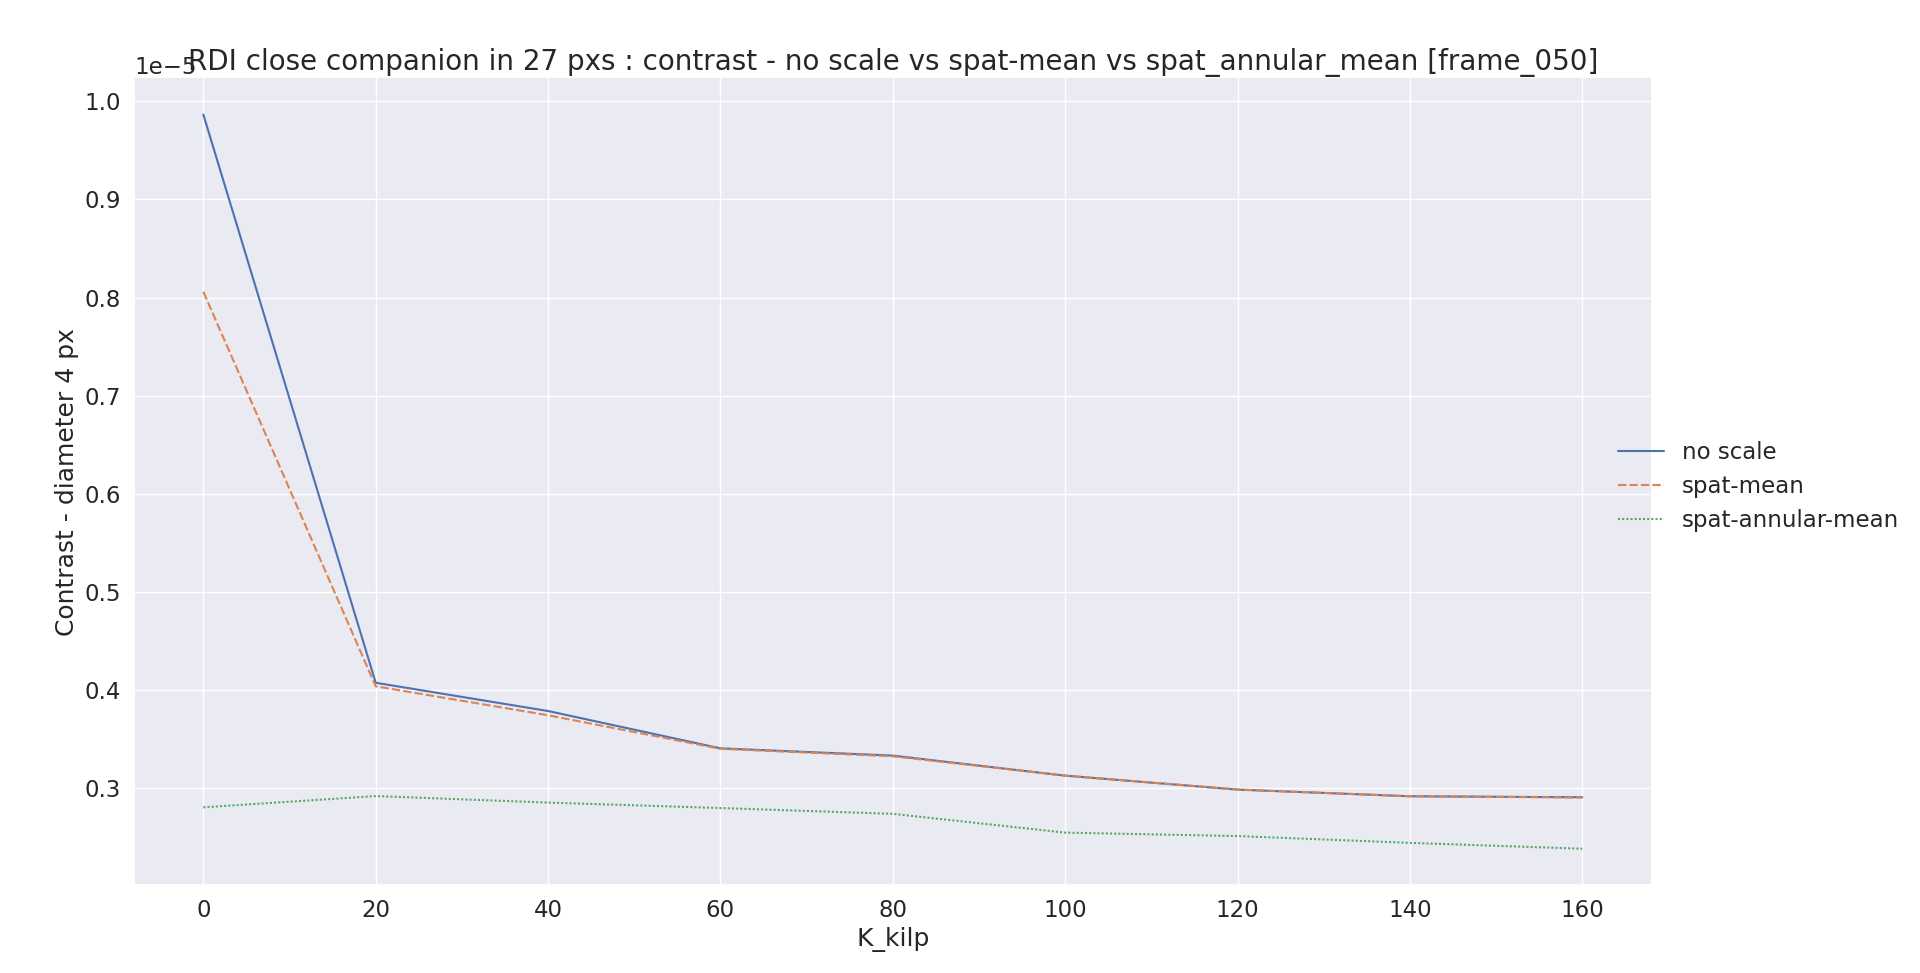 RDI close companion in 27 pxs : contrast - no scale vs spat-mean vs spat_annular_mean [frame_050]
1e−5
1.0
0.9
0.8
0.7
0.6
0.5
0.4
0.3
Contrast - diameter 4 px
no scale
spat-mean
spat-annular-mean
0 20 40 60 80 100 120 140 160
K_kilp